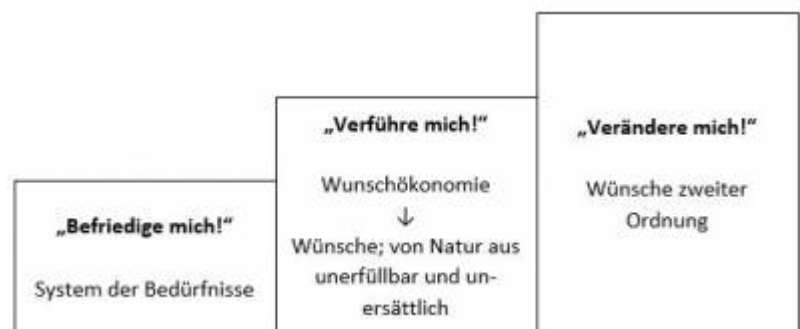 „Befriedige mich!“
System der Bedürfnisse
„Verführe mich!“
Wunschökonomie
↓
Wünsche; von Natur aus
unerfüllbar und un-
ersättlich
„Verändere mich!“
Wünsche zweiter
Ordnung